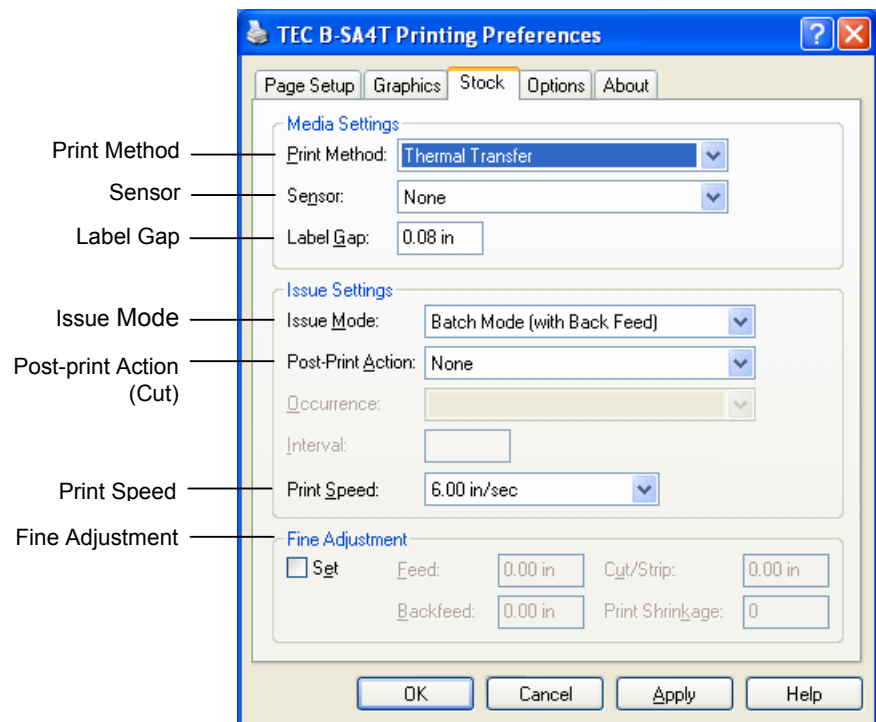 TEC B-SA4T Printing Preferences
Page Setup Graphics Stock Options About
Media Settings
Print Method Print Method: Thermal Transfer
Sensor Sensor: None
Label Gap Label Gap: 0.08 in
Issue Settings
Issue Mode Issue Mode: Batch Mode (with Back Feed)
Post-print Action (Cut) Post-Print Action: None
Occurrence:
Interval:
Print Speed Print Speed: 6.00 in/sec
Fine Adjustment Fine Adjustment
Set Feed: 0.00 in Cut/Strip: 0.00 in
Backfeed: 0.00 in Print Shrinkage: 0
OK Cancel Apply Help